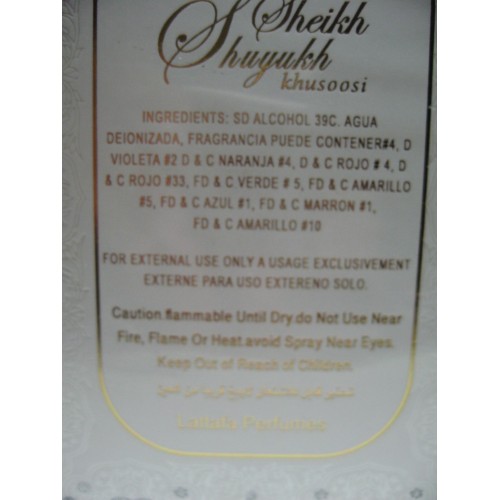 Sheikh
Shuyukh
khusoosi
INGREDIENTS: SD ALCOHOL 39C. AGUA
DEIONIZADA, FRAGRANCIA PUEDE CONTENER#4, D
VIOLETA #2 D & C NARANJA #4, D & C ROJO # 4, D
& C ROJO #33, FD & C VERDE # 5, FD & C AMARILLO
#5, FD & C AZUL #1, FD & C MARRON #1,
FD & C AMARILLO #10
FOR EXTERNAL USE ONLY A USAGE EXCLUSIVEMENT
EXTERNE PARA USO EXTERENO SOLO.
Caution.flammable Until Dry.do Not Use Near
Fire, Flame Or Heat.avoid Spray Near Eyes.
Keep Out of Reach of Children.
Lattafa Perfumes